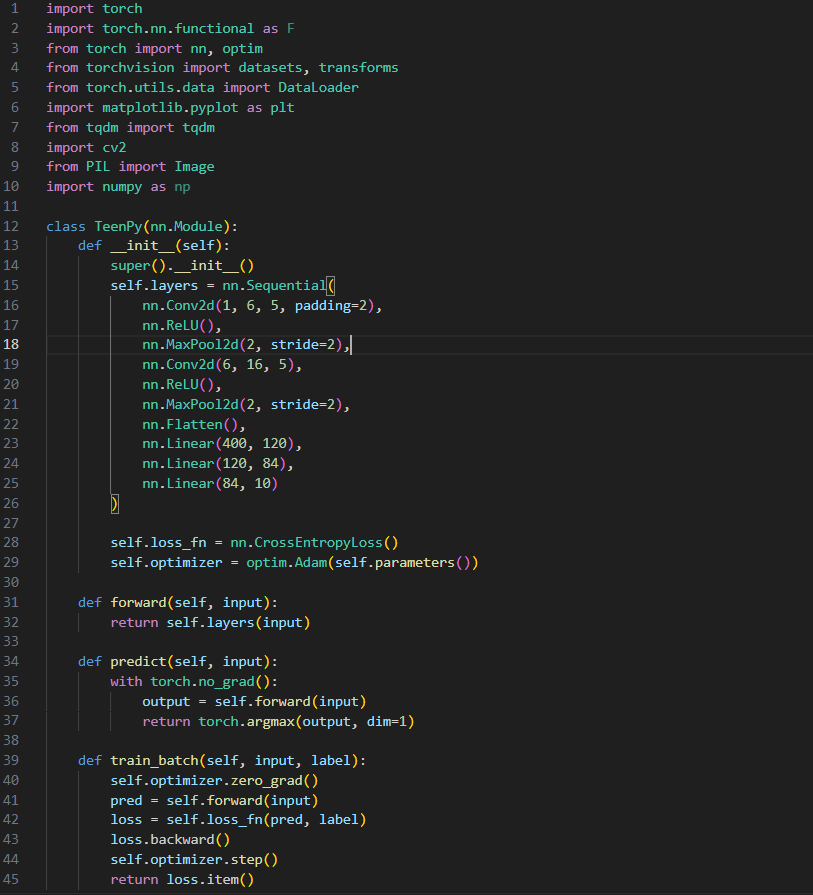 1 import torch
2 import torch.nn.functional as F
3 from torch import nn, optim
4 from torchvision import datasets, transforms
5 from torch.utils.data import DataLoader
6 import matplotlib.pyplot as plt
7 from tqdm import tqdm
8 import cv2
9 from PIL import Image
10 import numpy as np
11
12 class TeenPy(nn.Module):
13     def __init__(self):
14         super().__init__()
15         self.layers = nn.Sequential(
16             nn.Conv2d(1, 6, 5, padding=2),
17             nn.ReLU(),
18             nn.MaxPool2d(2, stride=2),
19             nn.Conv2d(6, 16, 5),
20             nn.ReLU(),
21             nn.MaxPool2d(2, stride=2),
22             nn.Flatten(),
23             nn.Linear(400, 120),
24             nn.Linear(120, 84),
25             nn.Linear(84, 10)
26         )
27
28         self.loss_fn = nn.CrossEntropyLoss()
29         self.optimizer = optim.Adam(self.parameters())
30
31     def forward(self, input):
32         return self.layers(input)
33
34     def predict(self, input):
35         with torch.no_grad():
36             output = self.forward(input)
37             return torch.argmax(output, dim=1)
38
39     def train_batch(self, input, label):
40         self.optimizer.zero_grad()
41         pred = self.forward(input)
42         loss = self.loss_fn(pred, label)
43         loss.backward()
44         self.optimizer.step()
45         return loss.item()